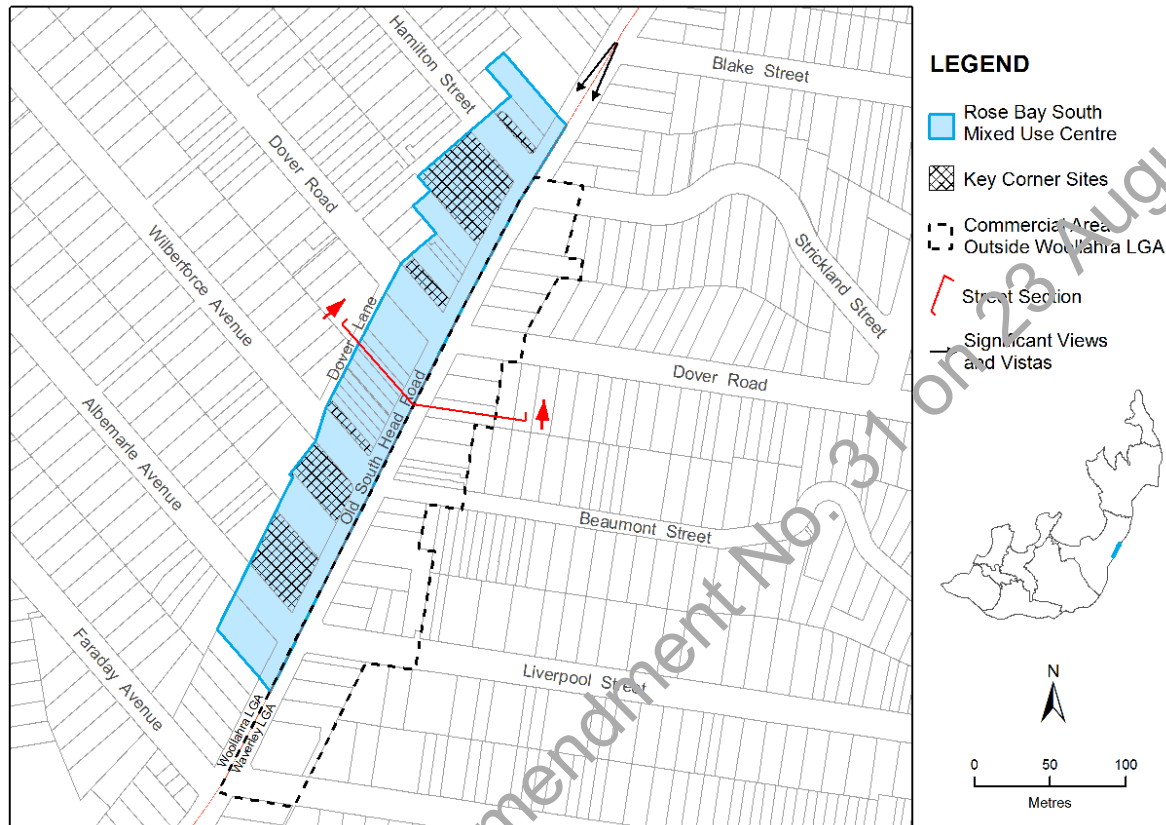 Hamilton Street
Blake Street
Dover Road
Wilberforce Avenue
Strickland Street
Dover Lane
Dover Road
Albemarle Avenue
Old South Head Road
Beaumont Street
Faraday Avenue
Liverpool Street
Woollahra LGA
Waverley LGA
LEGEND
Rose Bay South
Mixed Use Centre
Key Corner Sites
Commercial Area
Outside Woollahra LGA
Street Section
Significant Views
and Vistas
N
0 50 100
Metres
mendment No. 31 on 23 Augu